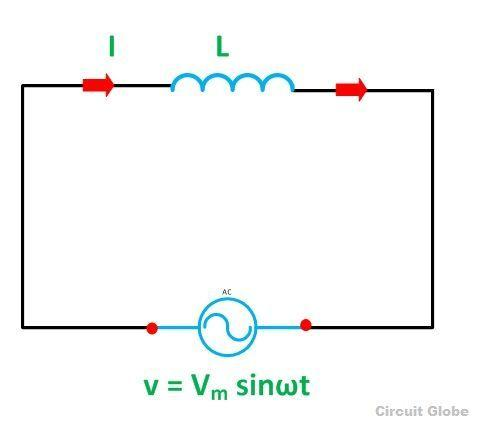 I L
AC
v = Vₘ sinωt
Circuit Globe